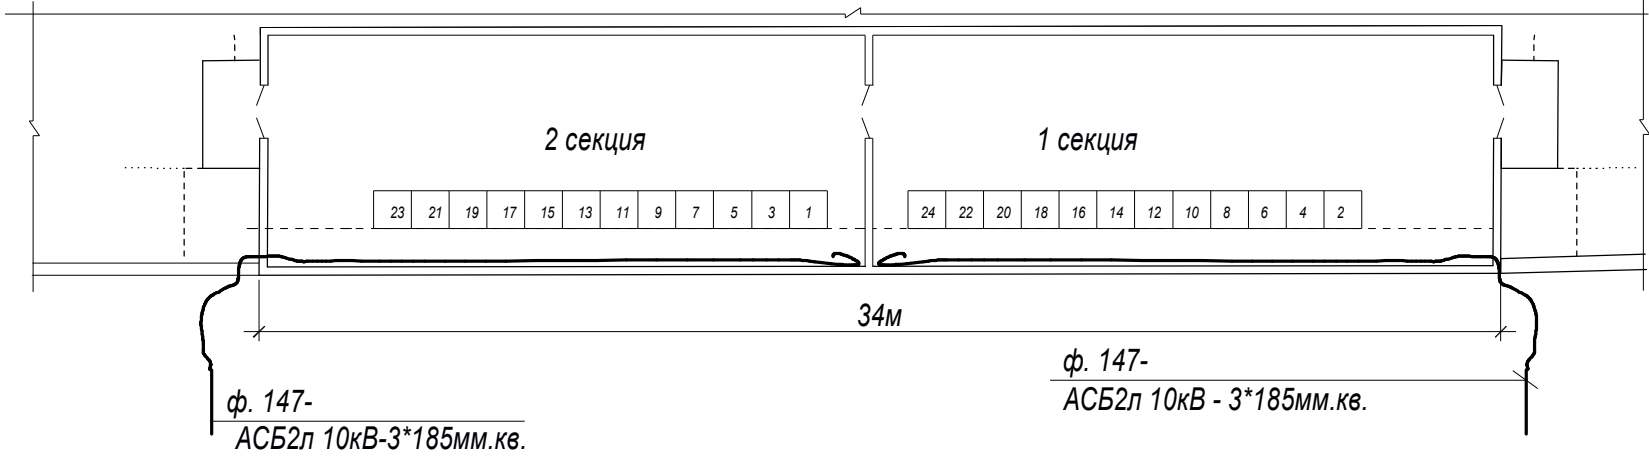 2 секция
1 секция
23 21 19 17 15 13 11 9 7 5 3 1
24 22 20 18 16 14 12 10 8 6 4 2
34м
ф. 147-
АСБ2л 10кВ - 3*185мм.кв.
ф. 147-
АСБ2л 10кВ-3*185мм.кв.